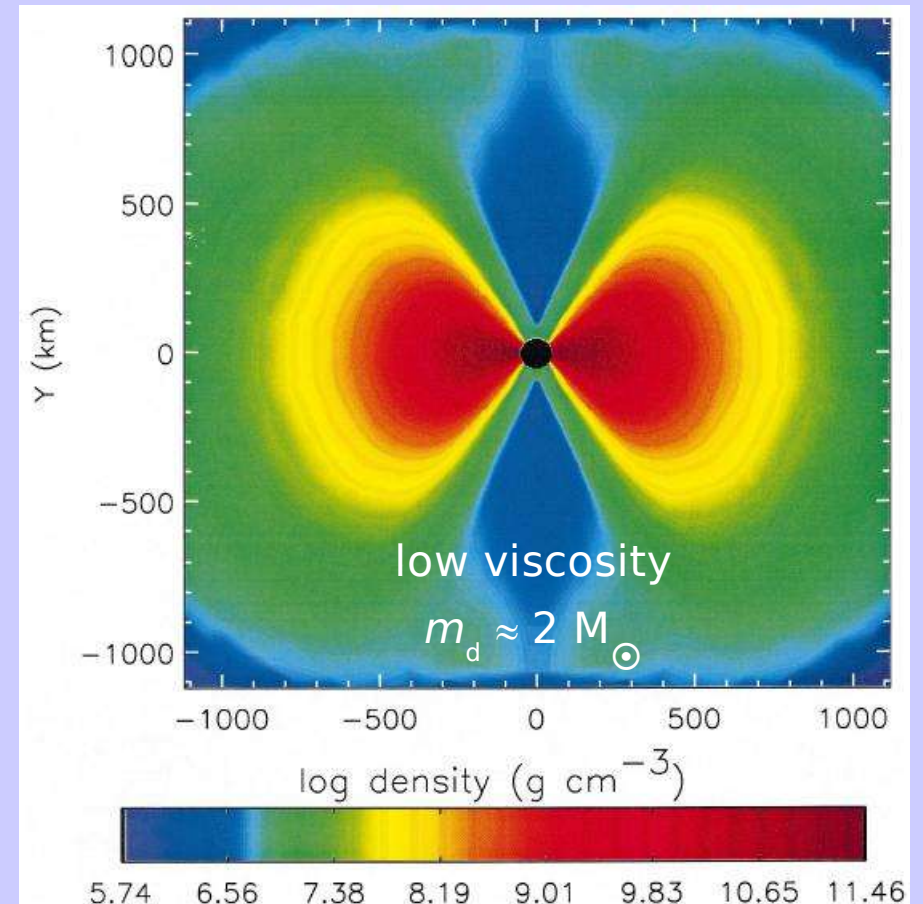 1000
500
0
−500
−1000
Y (km)
low viscosity
m_d ≈ 2 M_⊙
−1000 −500 0 500 1000
log density (g cm⁻³)
5.74 6.56 7.38 8.19 9.01 9.83 10.65 11.46